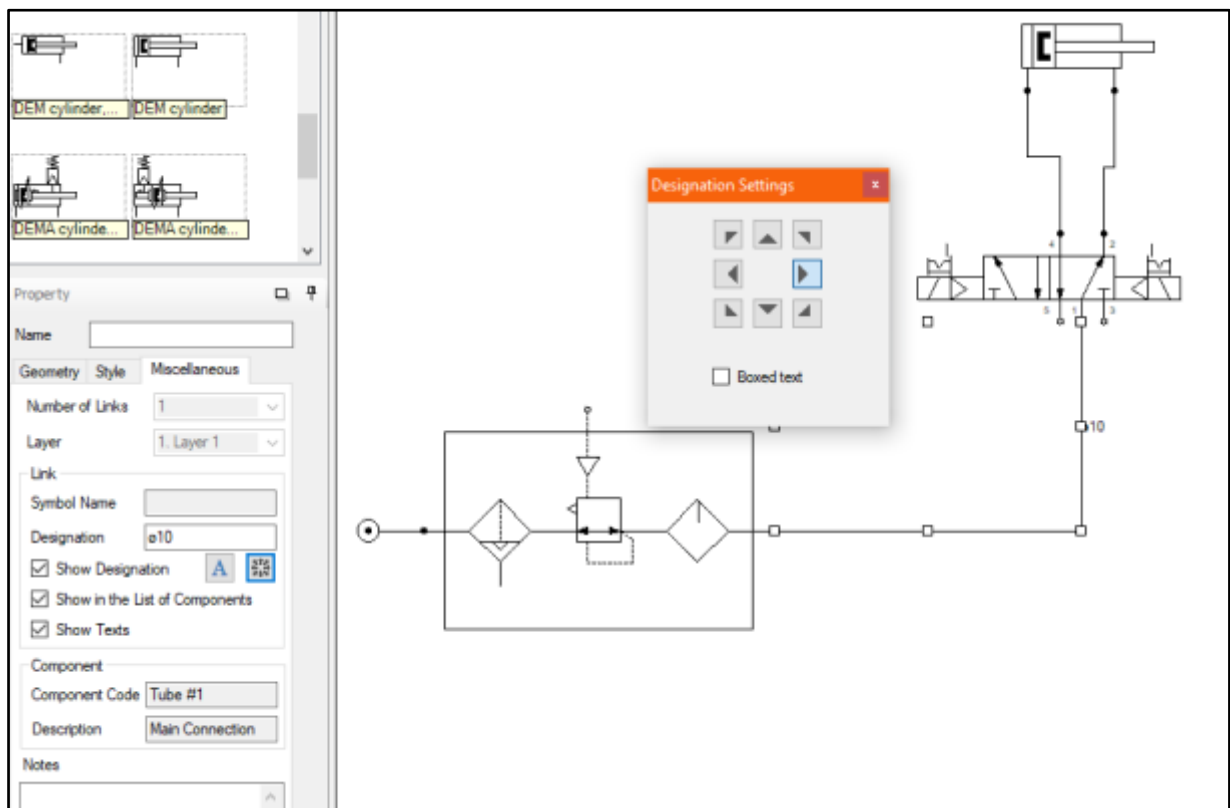 DEM cylinder,...
DEM cylinder
DEMA cylinde...
DEMA cylinde...
Property
Name
Geometry
Style
Miscellaneous
Number of Links
1
Layer
1. Layer 1
Link
Symbol Name
Designation
ø10
Show Designation
A
Show in the List of Components
Show Texts
Component
Component Code
Tube #1
Description
Main Connection
Notes
Designation Settings
x
Boxed text
4
2
5
1
3
ø10